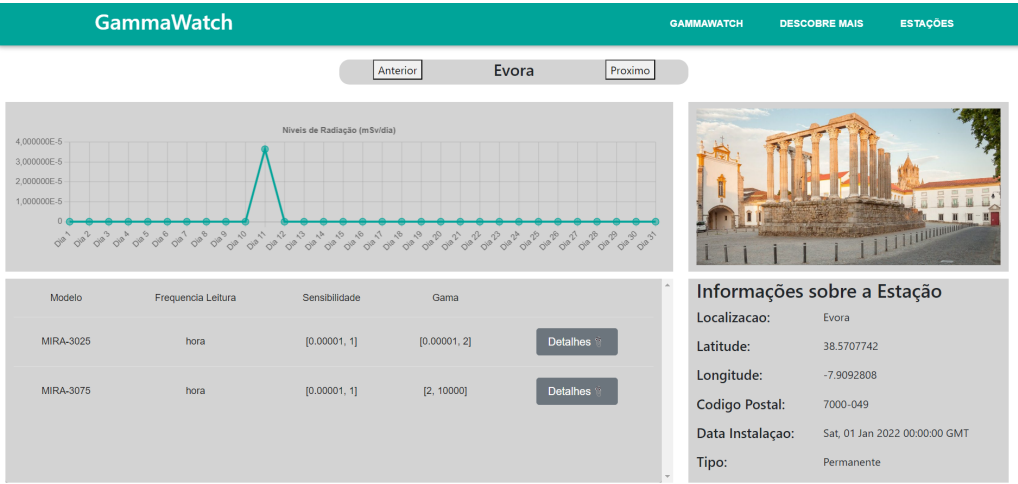 GammaWatch
GAMMAWATCH DESCOBRE MAIS ESTAÇÕES
Anterior Evora Proximo
Níveis de Radiação (mSv/dia)
4,000000E-5
3,000000E-5
2,000000E-5
1,000000E-5
0
Dia 1 Dia 2 Dia 3 Dia 4 Dia 5 Dia 6 Dia 7 Dia 8 Dia 9 Dia 10 Dia 11 Dia 12 Dia 13 Dia 14 Dia 15 Dia 16 Dia 17 Dia 18 Dia 19 Dia 20 Dia 21 Dia 22 Dia 23 Dia 24 Dia 25 Dia 26 Dia 27 Dia 28 Dia 29 Dia 30 Dia 31
Modelo Frequencia Leitura Sensibilidade Gama
MIRA-3025 hora [0.00001, 1] [0.00001, 2] Detalhes
MIRA-3075 hora [0.00001, 1] [2, 10000] Detalhes
Informações sobre a Estação
Localizacao: Evora
Latitude: 38.5707742
Longitude: -7.9092808
Codigo Postal: 7000-049
Data Instalaçao: Sat, 01 Jan 2022 00:00:00 GMT
Tipo: Permanente